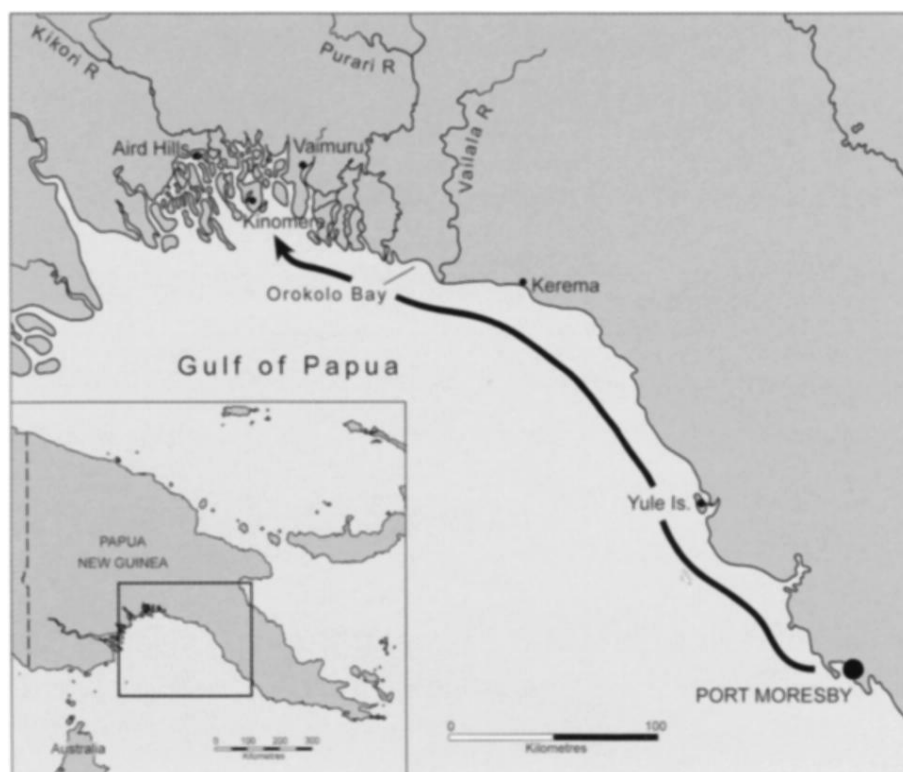 Kikori R
Purari R
Vailala R
Aird Hills
Vaimuru
Kinomere
Kerema
Orokolo Bay
Gulf of Papua
Yule Is.
PORT MORESBY
0 100
Kilometres
PAPUA
NEW GUINEA
Australia
0 100 200 300
Kilometres